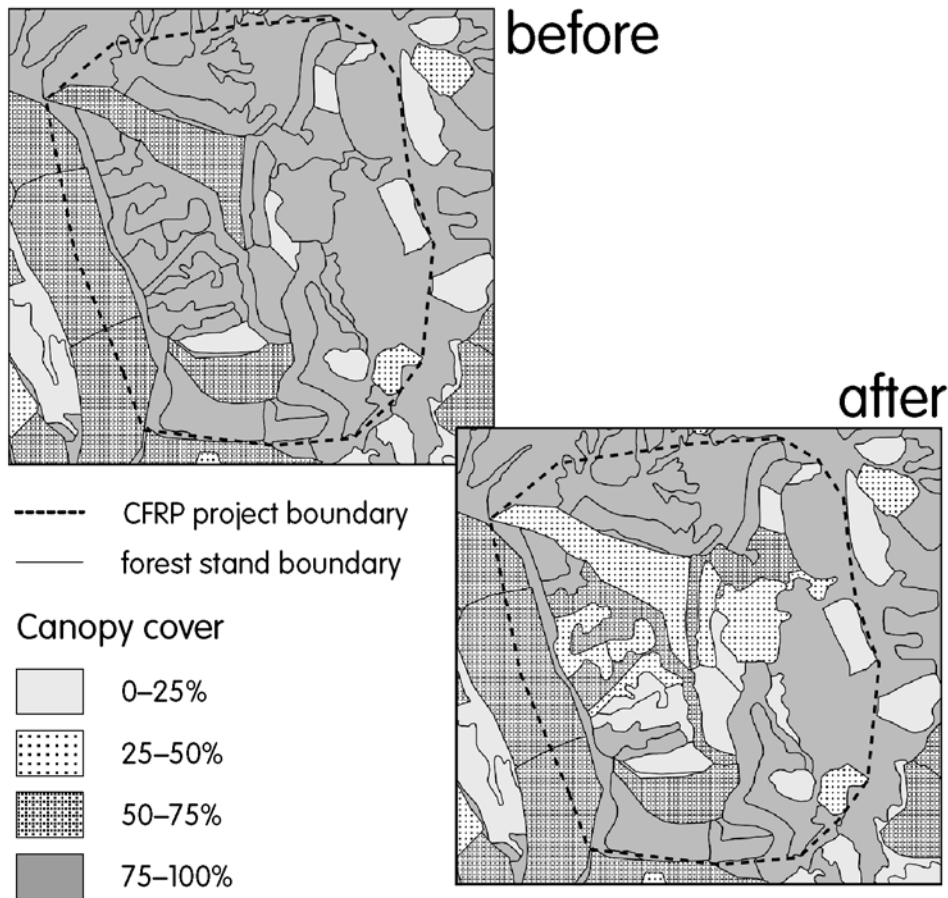 before
after
CFRP project boundary
forest stand boundary
Canopy cover
0–25%
25–50%
50–75%
75–100%